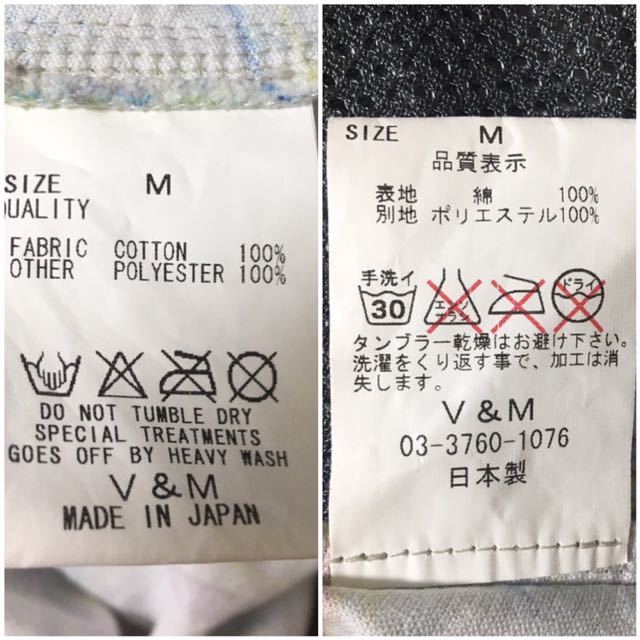 SIZE M
QUALITY
FABRIC COTTON 100%
OTHER POLYESTER 100%
DO NOT TUMBLE DRY
SPECIAL TREATMENTS
GOES OFF BY HEAVY WASH
V & M
MADE IN JAPAN
SIZE M
品質表示
表地 綿 100%
別地 ポリエステル100%
手洗イ
30 エンソサラシ ドライ
タンブラー乾燥はお避け下さい。
洗濯をくり返す事で、加工は消
失します。
V & M
03-3760-1076
日本製